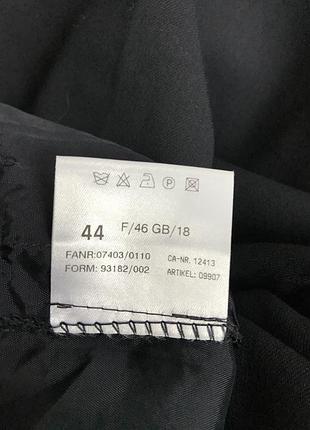 P
44 F/46 GB/18
FANR:07403/0110 CA-NR. 12413
FORM: 93182/002 ARTIKEL: 09907